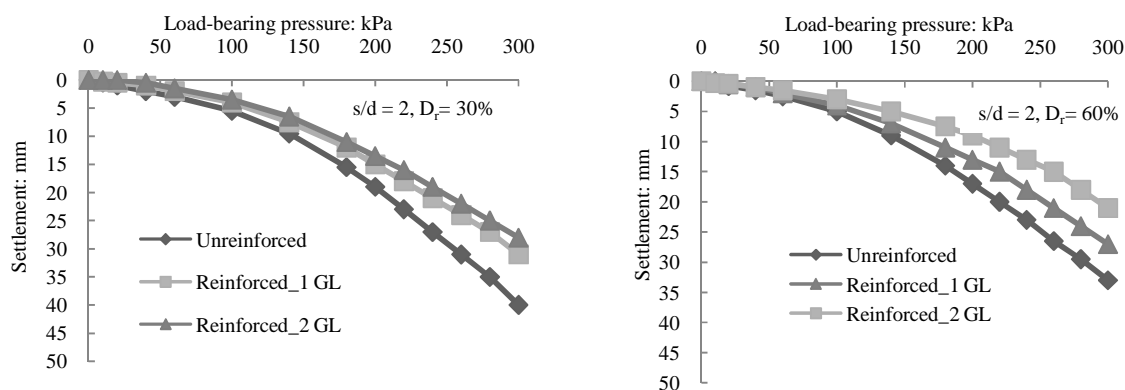 Load-bearing pressure: kPa
0 50 100 150 200 250 300
0
5
10
15
20
25
30
35
40
45
50
Settlement: mm
s/d = 2, Dr= 30%
Unreinforced
Reinforced_1 GL
Reinforced_2 GL
Load-bearing pressure: kPa
0 50 100 150 200 250 300
0
5
10
15
20
25
30
35
40
45
50
Settlement: mm
s/d = 2, Dr= 60%
Unreinforced
Reinforced_1 GL
Reinforced_2 GL